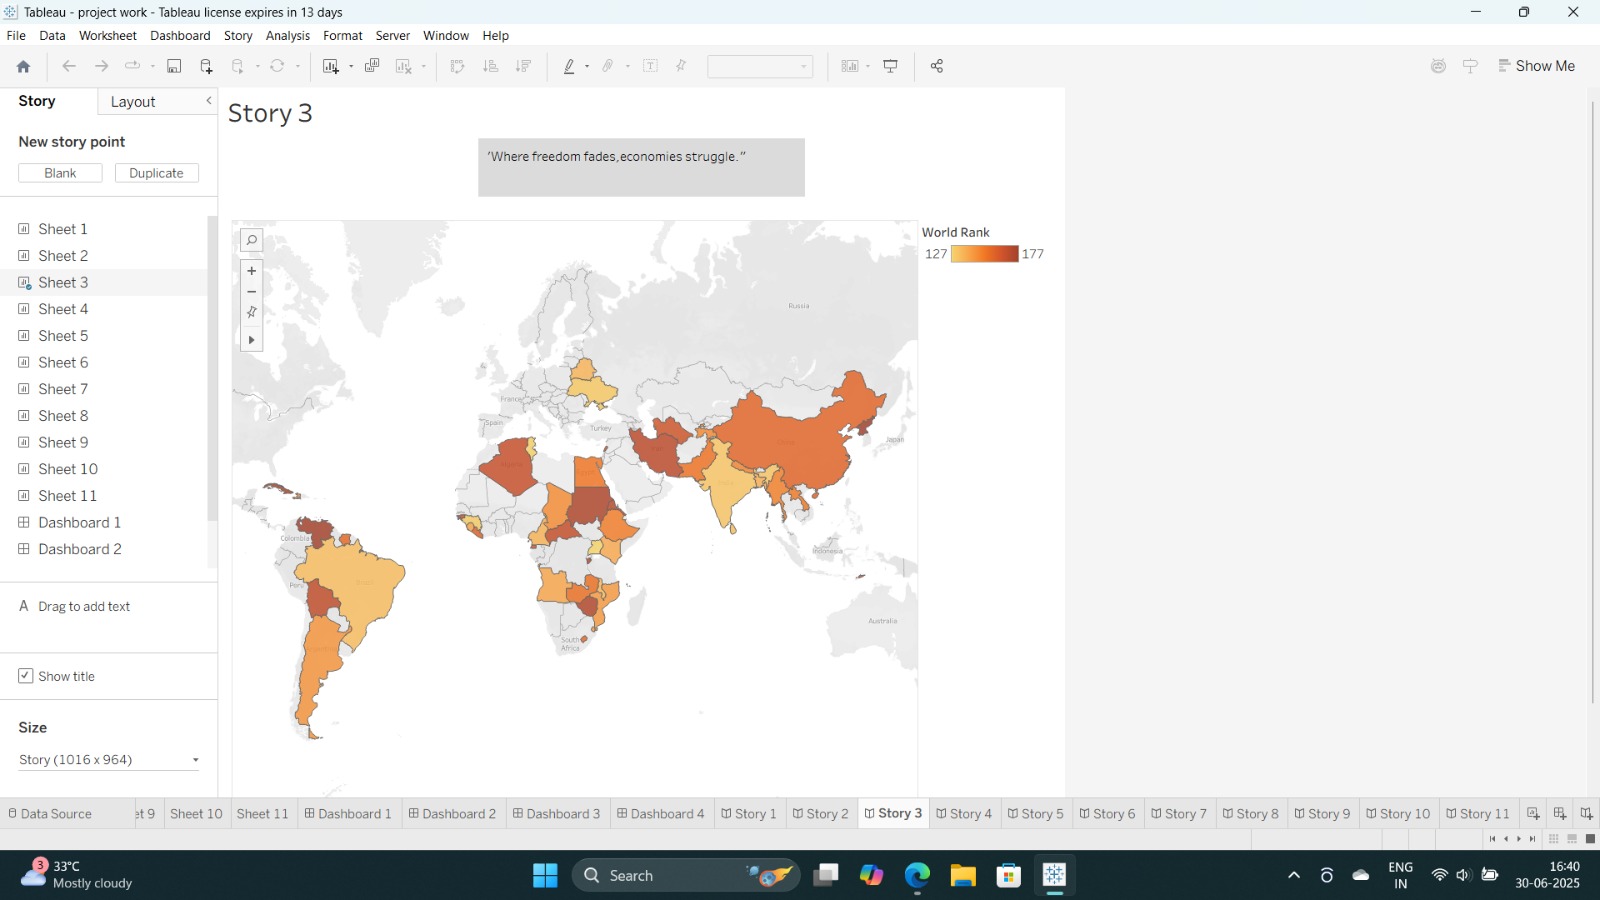 Tableau - project work - Tableau license expires in 13 days
File Data Worksheet Dashboard Story Analysis Format Server Window Help
Show Me
Story Layout
New story point
Blank Duplicate
Sheet 1
Sheet 2
Sheet 3
Sheet 4
Sheet 5
Sheet 6
Sheet 7
Sheet 8
Sheet 9
Sheet 10
Sheet 11
Dashboard 1
Dashboard 2
A Drag to add text
Show title
Size
Story (1016 x 964)
Story 3
‘Where freedom fades,economies struggle.”
World Rank
127 177
Russia
France
Spain
Turkey
Japan
Colombia
Indonesia
Peru
Australia
South
Africa
Data Source et 9 Sheet 10 Sheet 11 Dashboard 1 Dashboard 2 Dashboard 3 Dashboard 4 Story 1 Story 2 Story 3 Story 4 Story 5 Story 6 Story 7 Story 8 Story 9 Story 10 Story 11
3
33°C
Mostly cloudy
Search
ENG
IN
16:40
30-06-2025